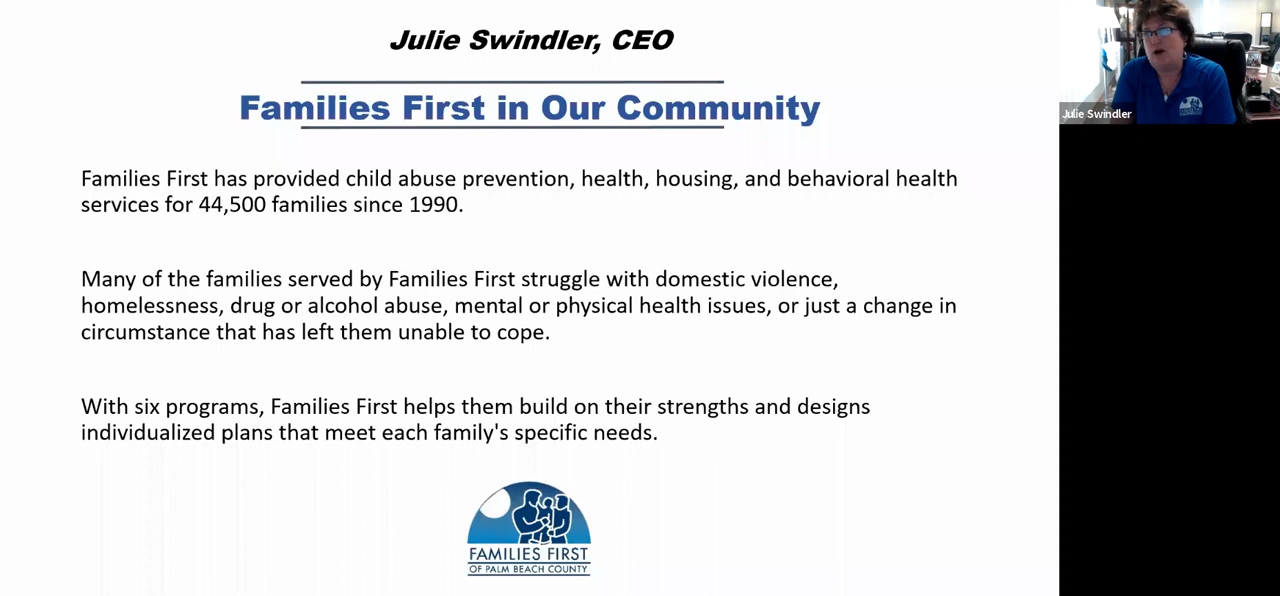 Julie Swindler, CEO
Families First in Our Community
Families First has provided child abuse prevention, health, housing, and behavioral health
services for 44,500 families since 1990.
Many of the families served by Families First struggle with domestic violence,
homelessness, drug or alcohol abuse, mental or physical health issues, or just a change in
circumstance that has left them unable to cope.
With six programs, Families First helps them build on their strengths and designs
individualized plans that meet each family's specific needs.
FAMILIES FIRST
OF PALM BEACH COUNTY
Julie Swindler